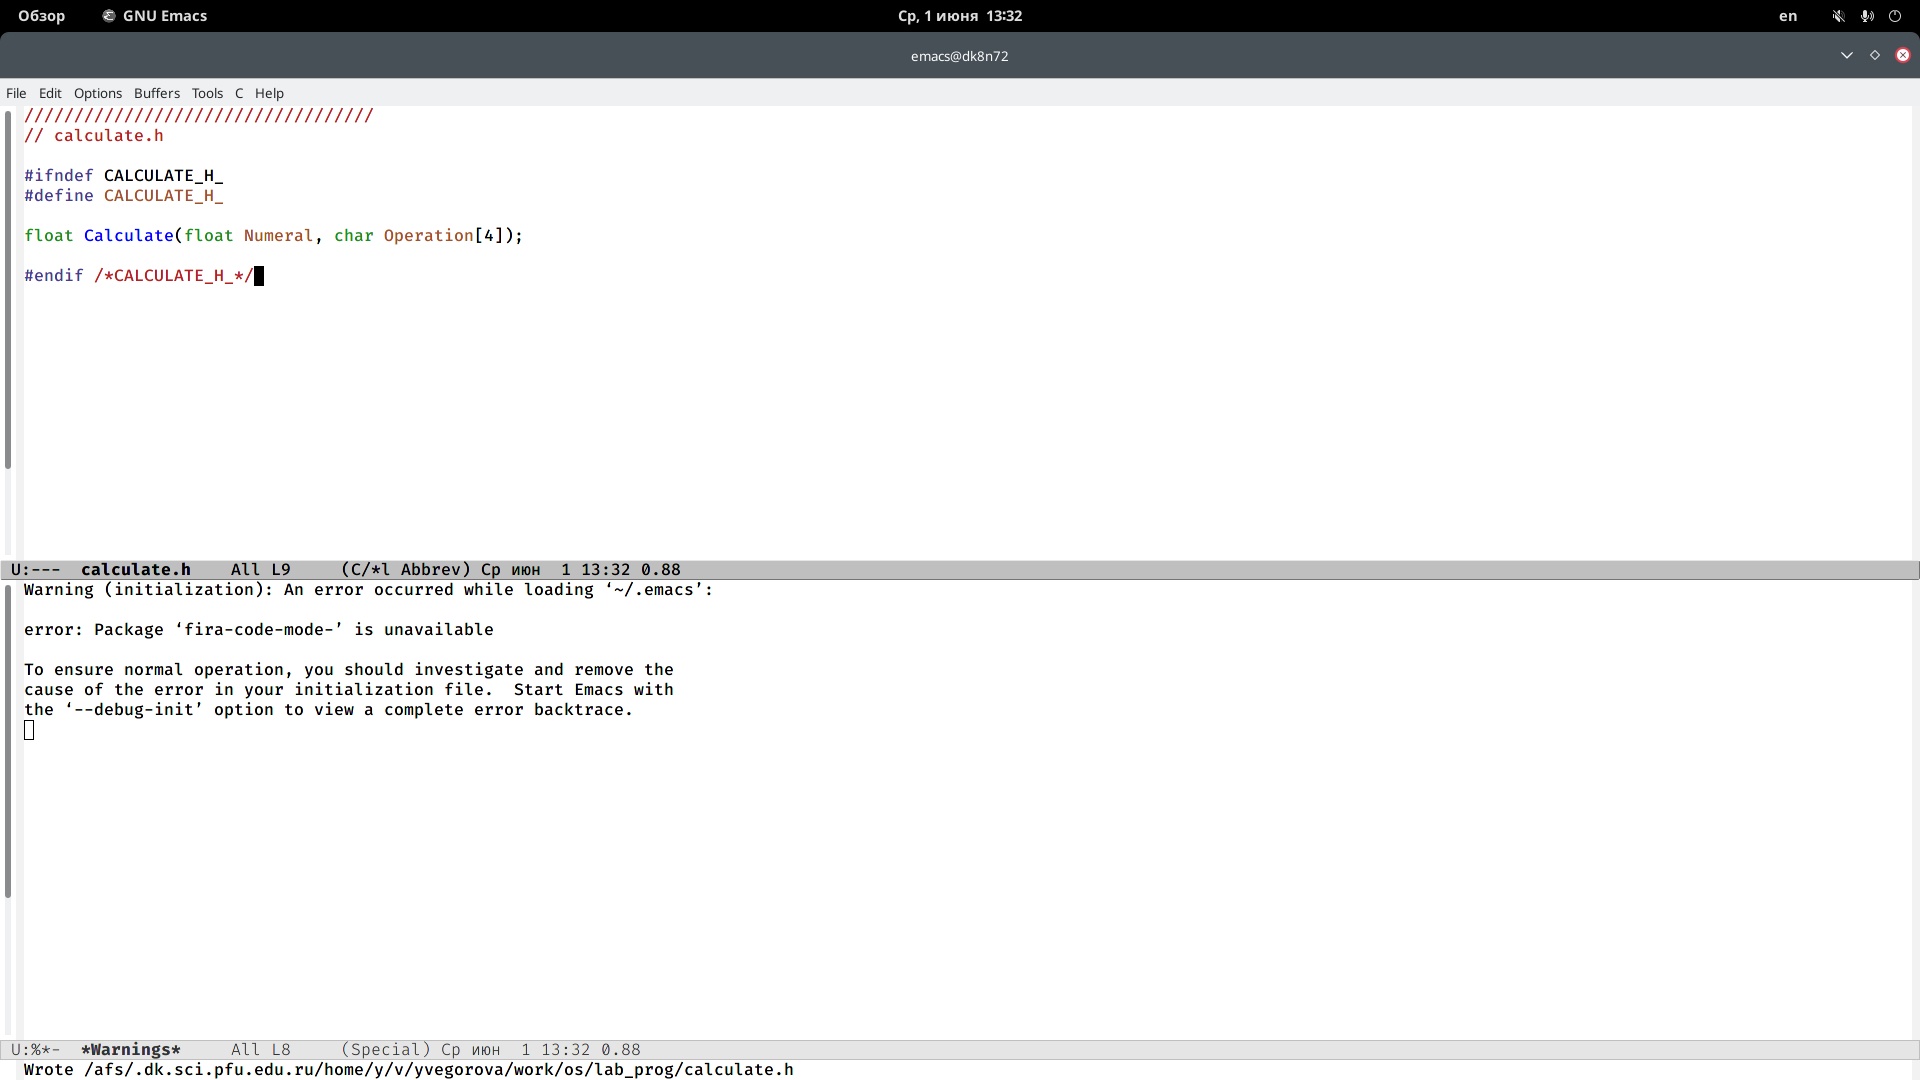 Обзор GNU Emacs Ср, 1 июня 13:32 en
emacs@dk8n72
File Edit Options Buffers Tools C Help
///////////////////////////////////
// calculate.h
#ifndef CALCULATE_H_
#define CALCULATE_H_
float Calculate(float Numeral, char Operation[4]);
#endif /*CALCULATE_H_*/
U:--- calculate.h All L9 (C/*l Abbrev) Ср июн 1 13:32 0.88
Warning (initialization): An error occurred while loading ‘~/.emacs’:
error: Package ‘fira-code-mode-’ is unavailable
To ensure normal operation, you should investigate and remove the
cause of the error in your initialization file. Start Emacs with
the ‘--debug-init’ option to view a complete error backtrace.
U:%*- *Warnings* All L8 (Special) Ср июн 1 13:32 0.88
Wrote /afs/.dk.sci.pfu.edu.ru/home/y/v/yvegorova/work/os/lab_prog/calculate.h